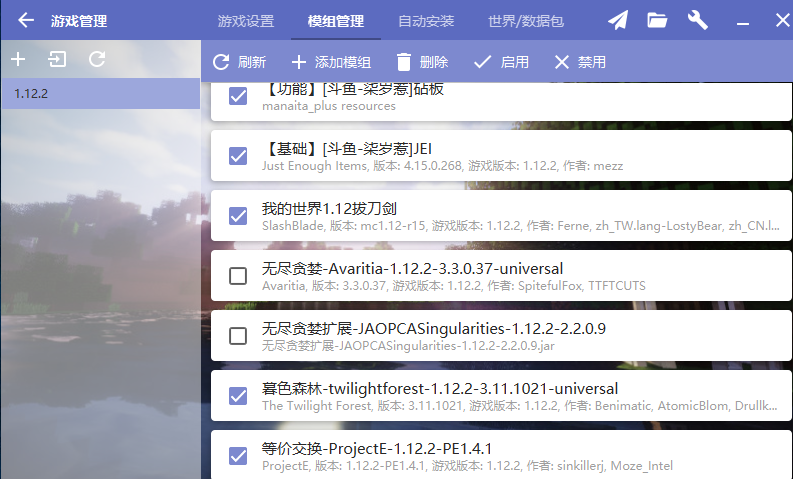 游戏管理 游戏设置 模组管理 自动安装 世界/数据包
刷新 添加模组 删除 启用 禁用
1.12.2
【功能】[斗鱼-柒岁惹]砧板
manaita_plus resources
【基础】[斗鱼-柒岁惹]JEI
Just Enough Items, 版本: 4.15.0.268, 游戏版本: 1.12.2, 作者: mezz
我的世界1.12拔刀剑
SlashBlade, 版本: mc1.12-r15, 游戏版本: 1.12.2, 作者: Ferne, zh_TW.lang-LostyBear, zh_CN.l...
无尽贪婪-Avaritia-1.12.2-3.3.0.37-universal
Avaritia, 版本: 3.3.0.37, 游戏版本: 1.12.2, 作者: SpitefulFox, TTFTCUTS
无尽贪婪扩展-JAOPCASingularities-1.12.2-2.2.0.9
无尽贪婪扩展-JAOPCASingularities-1.12.2-2.2.0.9.jar
暮色森林-twilightforest-1.12.2-3.11.1021-universal
The Twilight Forest, 版本: 3.11.1021, 游戏版本: 1.12.2, 作者: Benimatic, AtomicBlom, Drullk...
等价交换-ProjectE-1.12.2-PE1.4.1
ProjectE, 版本: 1.12.2-PE1.4.1, 游戏版本: 1.12.2, 作者: sinkillerj, Moze_Intel